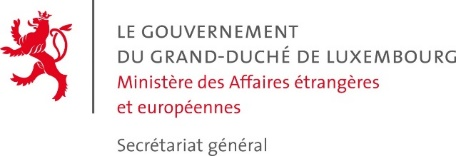 LE GOUVERNEMENT
DU GRAND-DUCHÉ DE LUXEMBOURG
Ministère des Affaires étrangères
et européennes
Secrétariat général